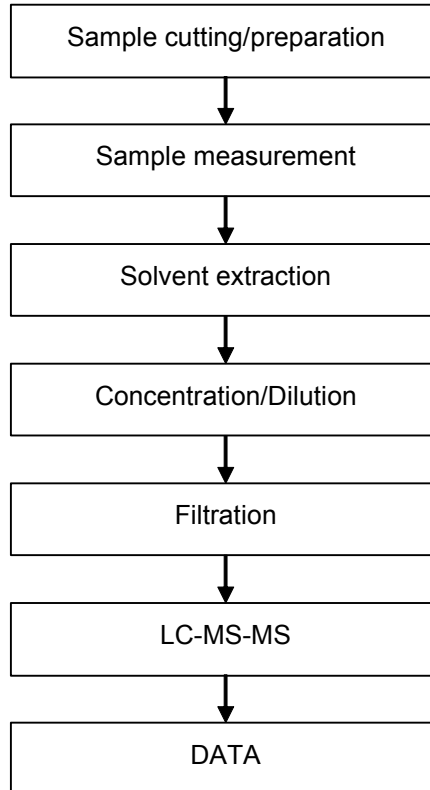 Sample cutting/preparation
Sample measurement
Solvent extraction
Concentration/Dilution
Filtration
LC-MS-MS
DATA